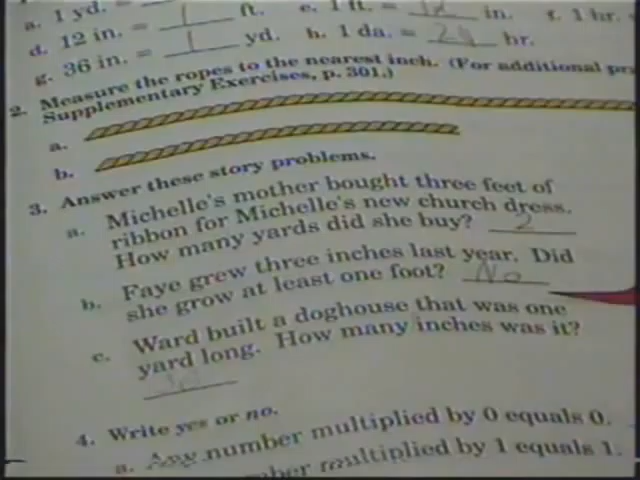 a. 1 yd. =
d. 12 in. = 1 ft. e. 1 ft. = 12 in. f. 1 hr.
g. 36 in. = 1 yd. h. 1 da. = 24 hr.
2. Measure the ropes to the nearest inch. (For additional
Supplementary Exercises, p. 301.)
a.
b.
3. Answer these story problems.
a. Michelle's mother bought three feet of
ribbon for Michelle's new church dress.
How many yards did she buy? 2
b. Faye grew three inches last year. Did
she grow at least one foot? No
c. Ward built a doghouse that was one
yard long. How many inches was it?
4. Write yes or no.
a. Any number multiplied by 0 equals 0.
number multiplied by 1 equals 1.